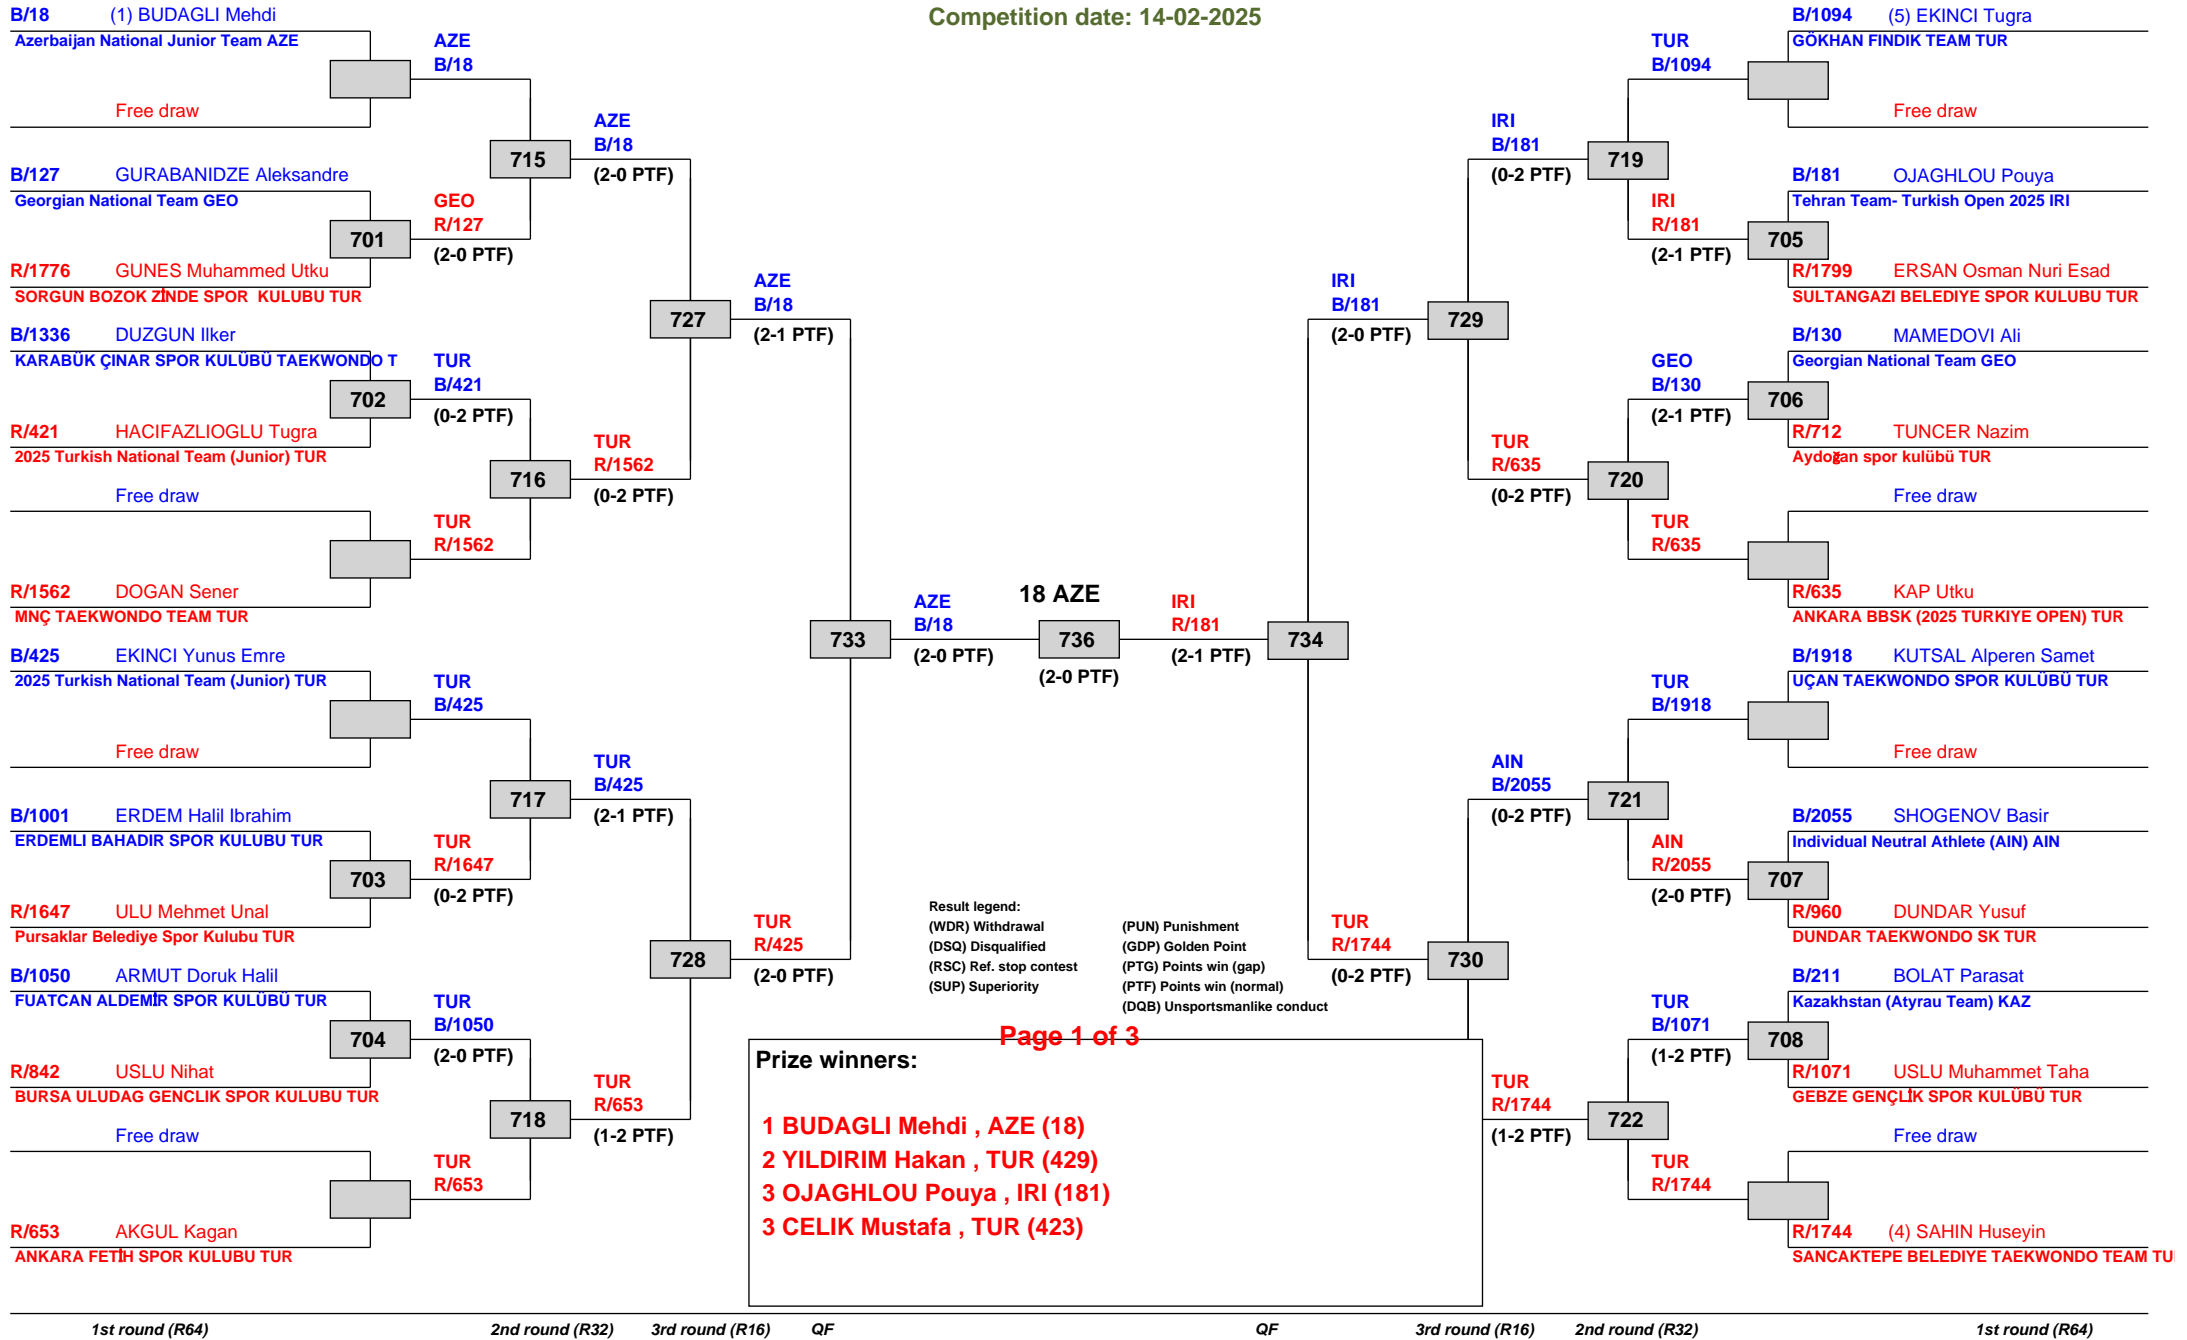 Competition date: 14-02-2025
B/18 (1) BUDAGLI Mehdi
Azerbaijan National Junior Team AZE
Free draw
B/127 GURABANIDZE Aleksandre
Georgian National Team GEO
R/1776 GUNES Muhammed Utku
SORGUN BOZOK ZİNDE SPOR KULUBU TUR
B/1336 DUZGUN Ilker
KARABÜK ÇINAR SPOR KULÜBÜ TAEKWONDO T
R/421 HACIFAZLIOGLU Tugra
2025 Turkish National Team (Junior) TUR
Free draw
R/1562 DOGAN Sener
MNÇ TAEKWONDO TEAM TUR
B/425 EKINCI Yunus Emre
2025 Turkish National Team (Junior) TUR
Free draw
B/1001 ERDEM Halil Ibrahim
ERDEMLI BAHADIR SPOR KULUBU TUR
R/1647 ULU Mehmet Unal
Pursaklar Belediye Spor Kulubu TUR
B/1050 ARMUT Doruk Halil
FUATCAN ALDEMİR SPOR KULÜBÜ TUR
R/842 USLU Nihat
BURSA ULUDAG GENCLIK SPOR KULUBU TUR
Free draw
R/653 AKGUL Kagan
ANKARA FETİH SPOR KULUBU TUR
701
702
703
704
AZE
B/18
GEO
R/127
(2-0 PTF)
TUR
B/421
(0-2 PTF)
TUR
R/1562
TUR
B/425
TUR
R/1647
(0-2 PTF)
TUR
B/1050
(2-0 PTF)
TUR
R/653
715
716
717
718
AZE
B/18
(2-0 PTF)
TUR
R/1562
(0-2 PTF)
TUR
B/425
(2-1 PTF)
TUR
R/653
(1-2 PTF)
727
728
AZE
B/18
(2-1 PTF)
TUR
R/425
(2-0 PTF)
733
AZE
B/18
(2-0 PTF)
18 AZE
736
(2-0 PTF)
IRI
R/181
(2-1 PTF)
734
IRI
B/181
(2-0 PTF)
TUR
R/1744
(0-2 PTF)
729
730
IRI
B/181
(0-2 PTF)
TUR
R/635
(0-2 PTF)
AIN
B/2055
(0-2 PTF)
TUR
R/1744
(1-2 PTF)
719
720
721
722
TUR
B/1094
IRI
R/181
(2-1 PTF)
GEO
B/130
(2-1 PTF)
TUR
R/635
TUR
B/1918
AIN
R/2055
(2-0 PTF)
TUR
B/1071
(1-2 PTF)
TUR
R/1744
705
706
707
708
B/1094 (5) EKINCI Tugra
GÖKHAN FINDIK TEAM TUR
Free draw
B/181 OJAGHLOU Pouya
Tehran Team- Turkish Open 2025 IRI
R/1799 ERSAN Osman Nuri Esad
SULTANGAZI BELEDIYE SPOR KULUBU TUR
B/130 MAMEDOVI Ali
Georgian National Team GEO
R/712 TUNCER Nazim
Aydoğan spor kulübü TUR
Free draw
R/635 KAP Utku
ANKARA BBSK (2025 TURKIYE OPEN) TUR
B/1918 KUTSAL Alperen Samet
UÇAN TAEKWONDO SPOR KULÜBÜ TUR
Free draw
B/2055 SHOGENOV Basir
Individual Neutral Athlete (AIN) AIN
R/960 DUNDAR Yusuf
DUNDAR TAEKWONDO SK TUR
B/211 BOLAT Parasat
Kazakhstan (Atyrau Team) KAZ
R/1071 USLU Muhammet Taha
GEBZE GENÇLİK SPOR KULÜBÜ TUR
Free draw
R/1744 (4) SAHIN Huseyin
SANCAKTEPE BELEDIYE TAEKWONDO TEAM TU
Result legend:
(WDR) Withdrawal (PUN) Punishment
(DSQ) Disqualified (GDP) Golden Point
(RSC) Ref. stop contest (PTG) Points win (gap)
(SUP) Superiority (PTF) Points win (normal)
(DQB) Unsportsmanlike conduct
Page 1 of 3
Prize winners:
1 BUDAGLI Mehdi , AZE (18)
2 YILDIRIM Hakan , TUR (429)
3 OJAGHLOU Pouya , IRI (181)
3 CELIK Mustafa , TUR (423)
1st round (R64) 2nd round (R32) 3rd round (R16) QF QF 3rd round (R16) 2nd round (R32) 1st round (R64)